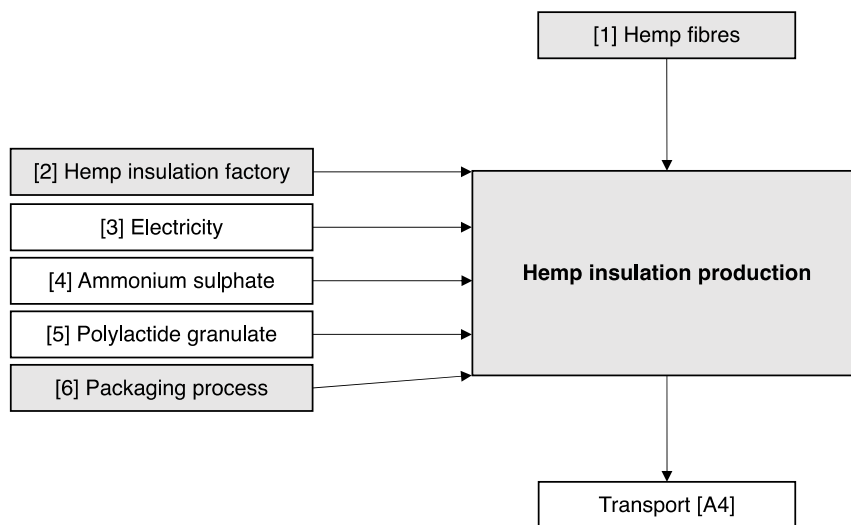 [1] Hemp fibres
[2] Hemp insulation factory
[3] Electricity
[4] Ammonium sulphate
[5] Polylactide granulate
[6] Packaging process
Hemp insulation production
Transport [A4]